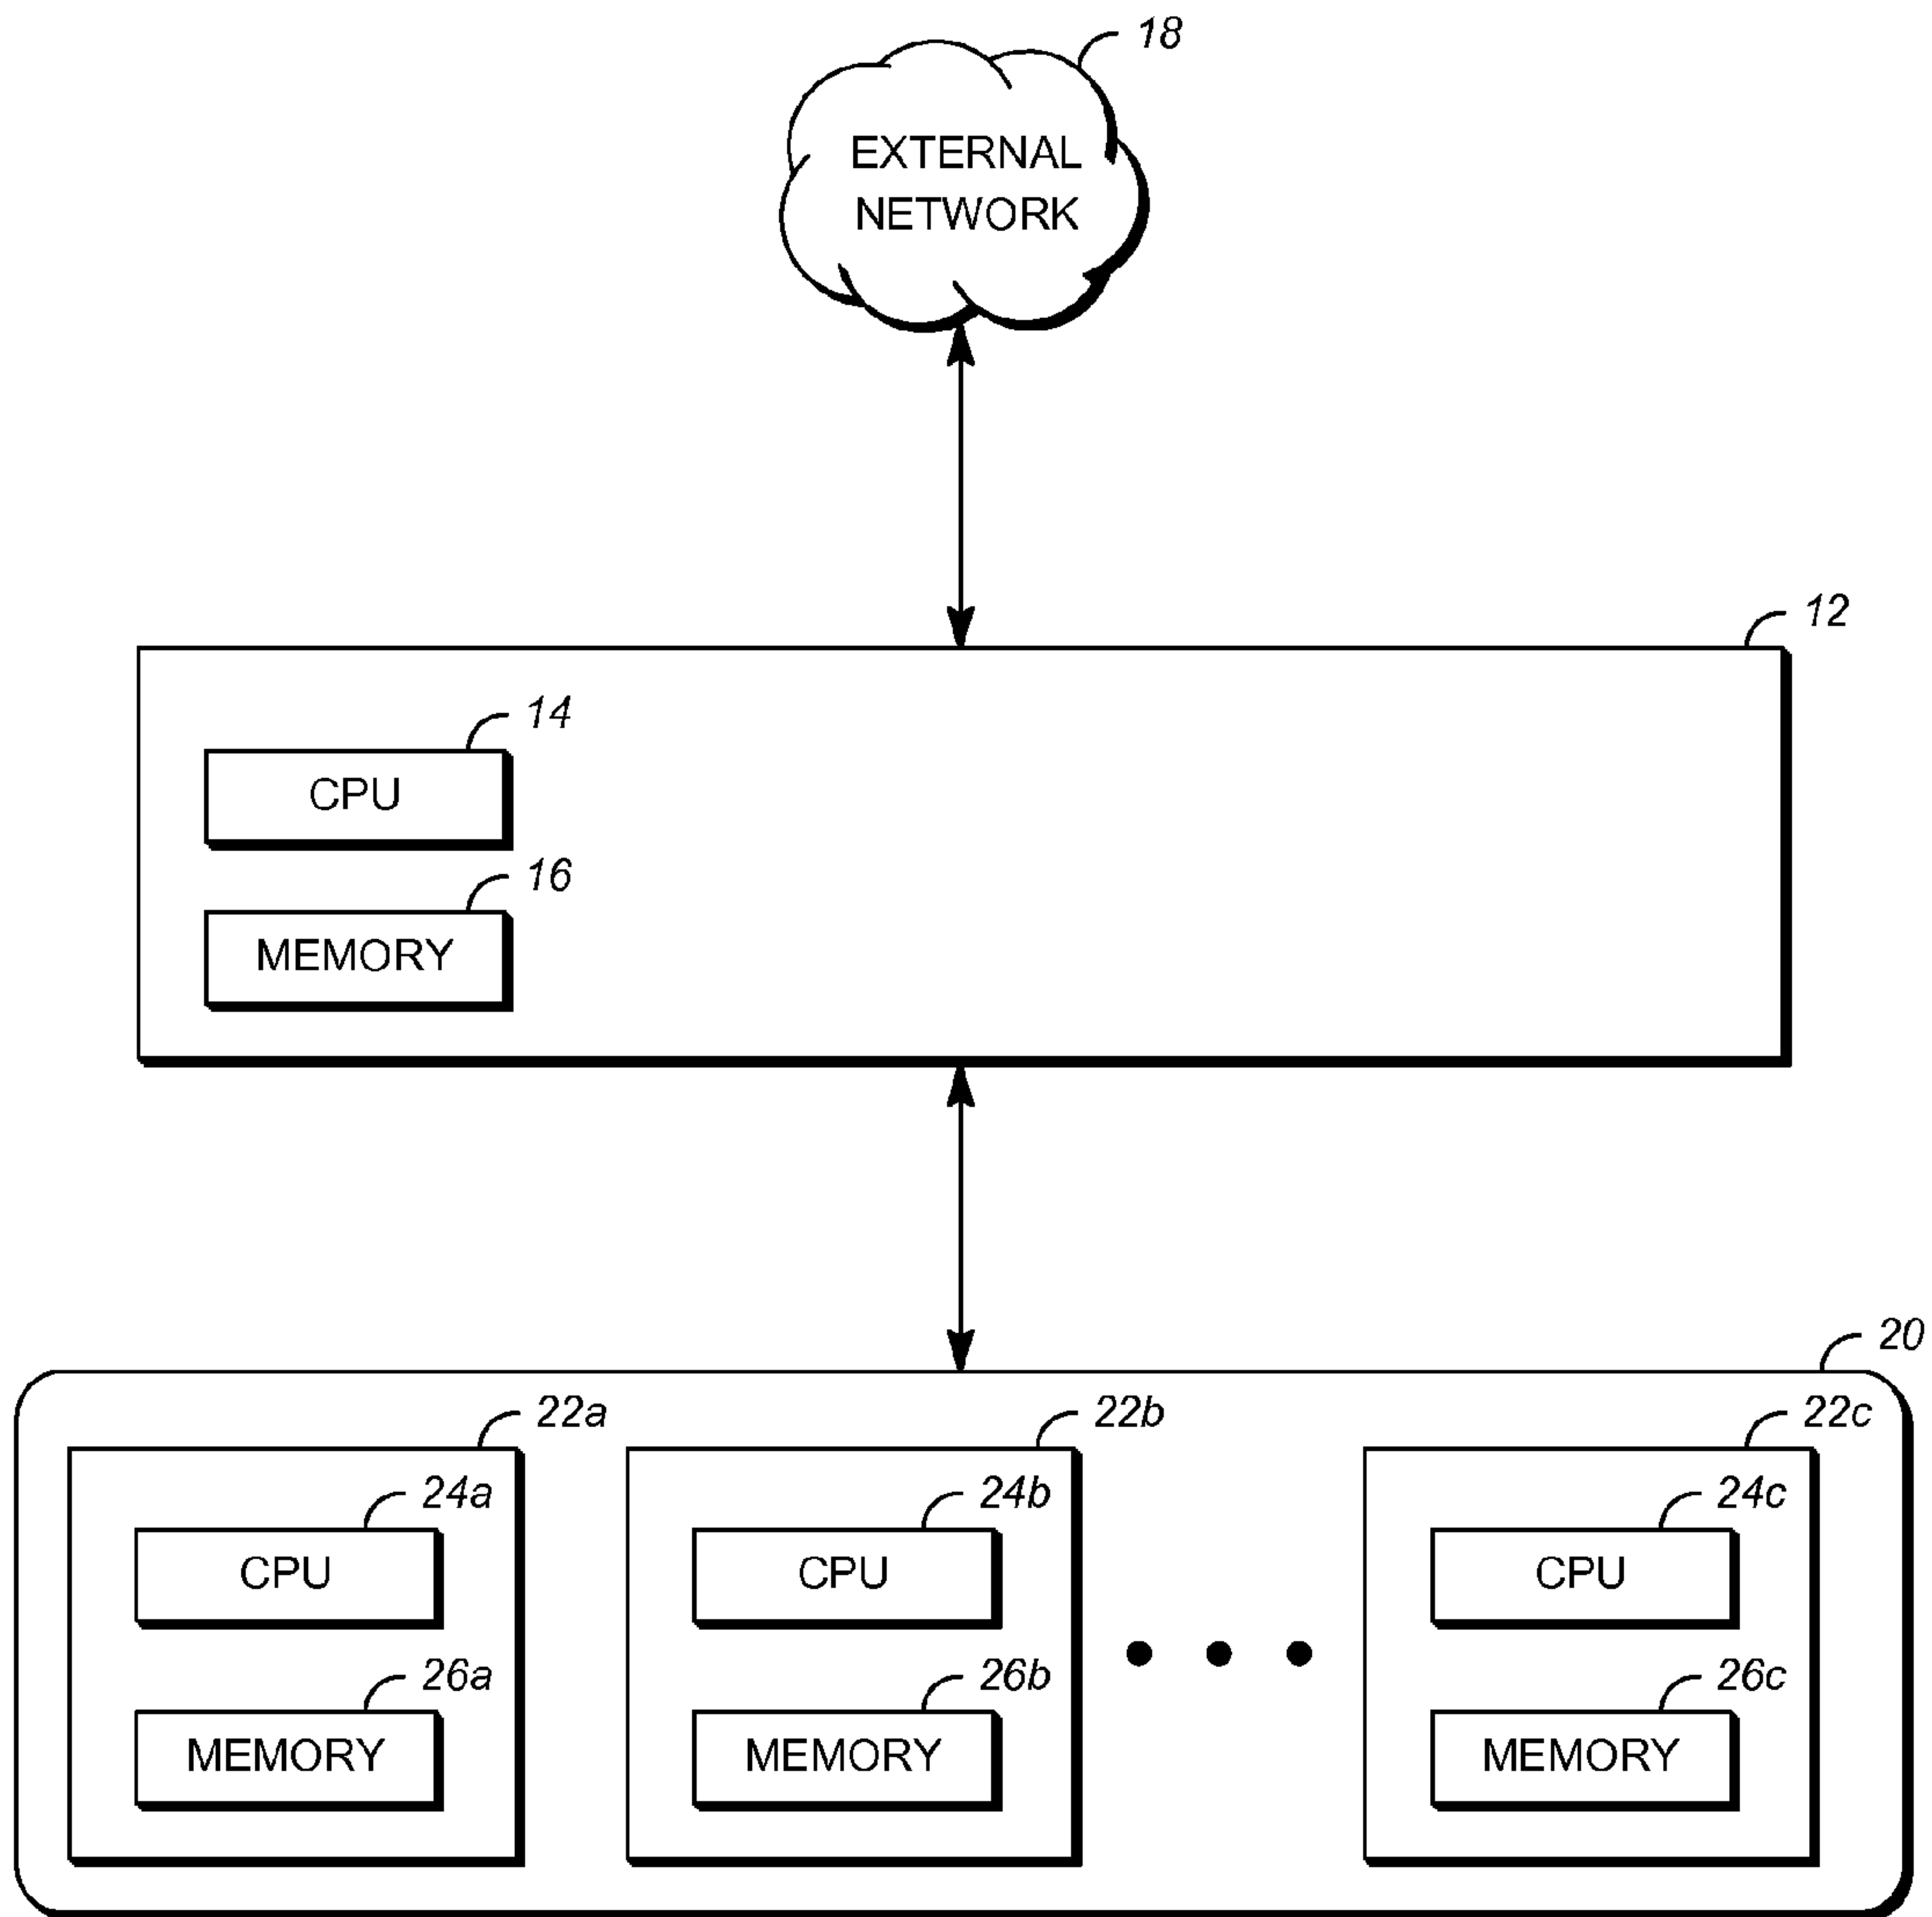 18
EXTERNAL
NETWORK
12
14
CPU
16
MEMORY
20
22a
22b
22c
24a
24b
24c
CPU
CPU
CPU
26a
26b
26c
MEMORY
MEMORY
MEMORY